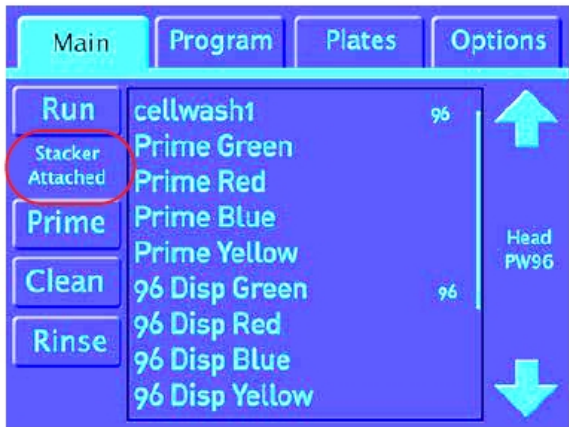 Main Program Plates Options
Run
Stacker
Attached
Prime
Clean
Rinse
cellwash1 96
Prime Green
Prime Red
Prime Blue
Prime Yellow
96 Disp Green 96
96 Disp Red
96 Disp Blue
96 Disp Yellow
Head
PW96